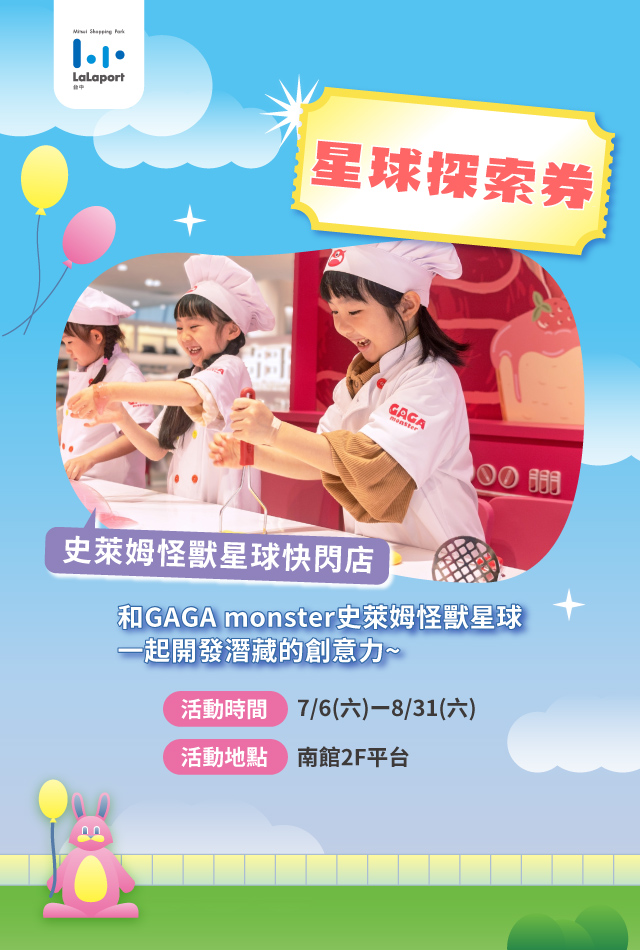 Mitsui Shopping Park
LaLaport
台中
星球探索券
GAGA
monster
史萊姆怪獸星球快閃店
和GAGA monster史萊姆怪獸星球
一起開發潛藏的創意力~
活動時間 7/6(六)ー8/31(六)
活動地點 南館2F平台